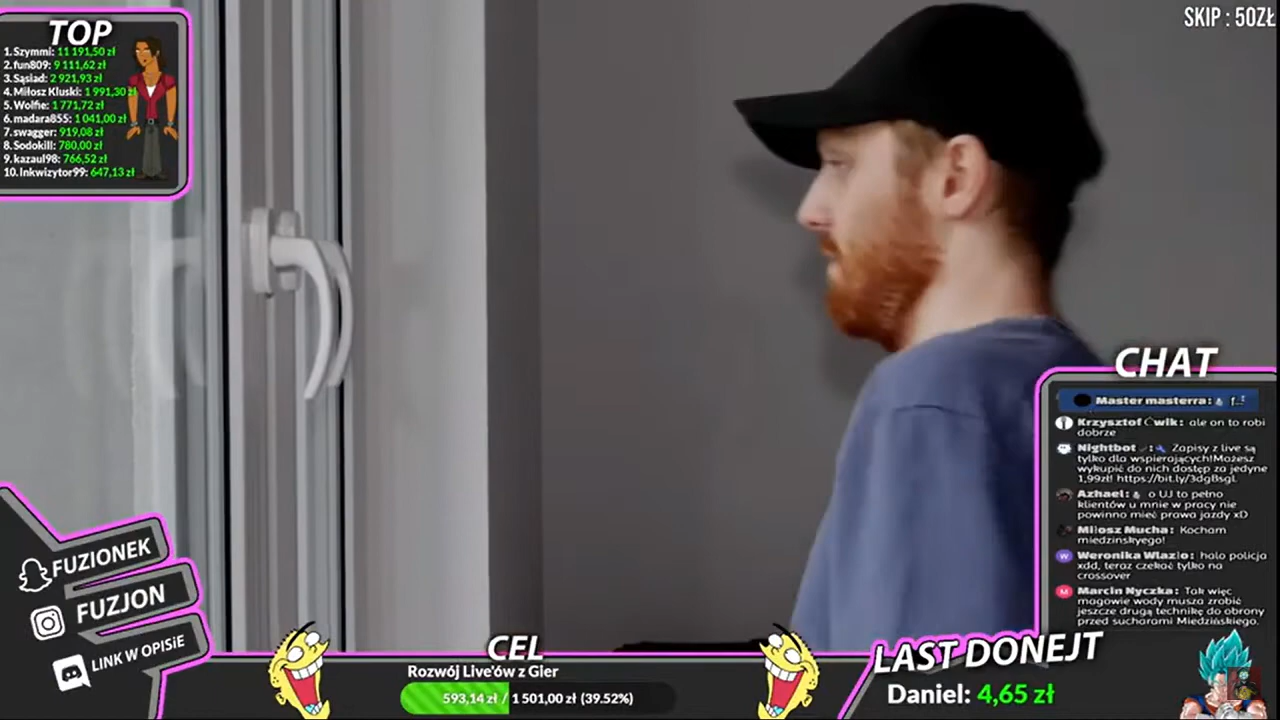 SKIP : 50ZŁ
TOP
1. Szymmi: 11 191,50 zł
2. fun809: 9 111,62 zł
3. Sąsiad: 2 921,93 zł
4. Miłosz Kluski: 1 991,30 zł
5. Wolfie: 1 771,72 zł
6. madara855: 1 041,00 zł
7. swagger: 919,08 zł
8. Sodokill: 780,00 zł
9. kazaul98: 766,52 zł
10. Inkwizytor99: 647,13 zł
CHAT
Master masterra:
Krzysztof Ćwik: ale on to robi
dobrze
Nightbot : Zapisy z live są
tylko dla wspierających!Możesz
wykupić do nich dostęp za jedyne
1,99zł! https://bit.ly/3dgBsgL
Azhael: o UJ to pełno
klientów u mnie w pracy nie
powinno mieć prawa jazdy xD
Miłosz Mucha: Kocham
miedzinskyego!
Weronika Wlazło: halo policja
xdd, teraz czekać tylko na
crossover
Marcin Nyczka: Tak więc
magowie wody musza zrobić
jeszcze drugą technikę do obrony
przed sucharami Miedzińskiego.
FUZIONEK
FUZJON
LINK W OPISiE
CEL
Rozwój Live'ów z Gier
593,14 zł / 1 501,00 zł (39.52%)
LAST DONEJT
Daniel: 4,65 zł